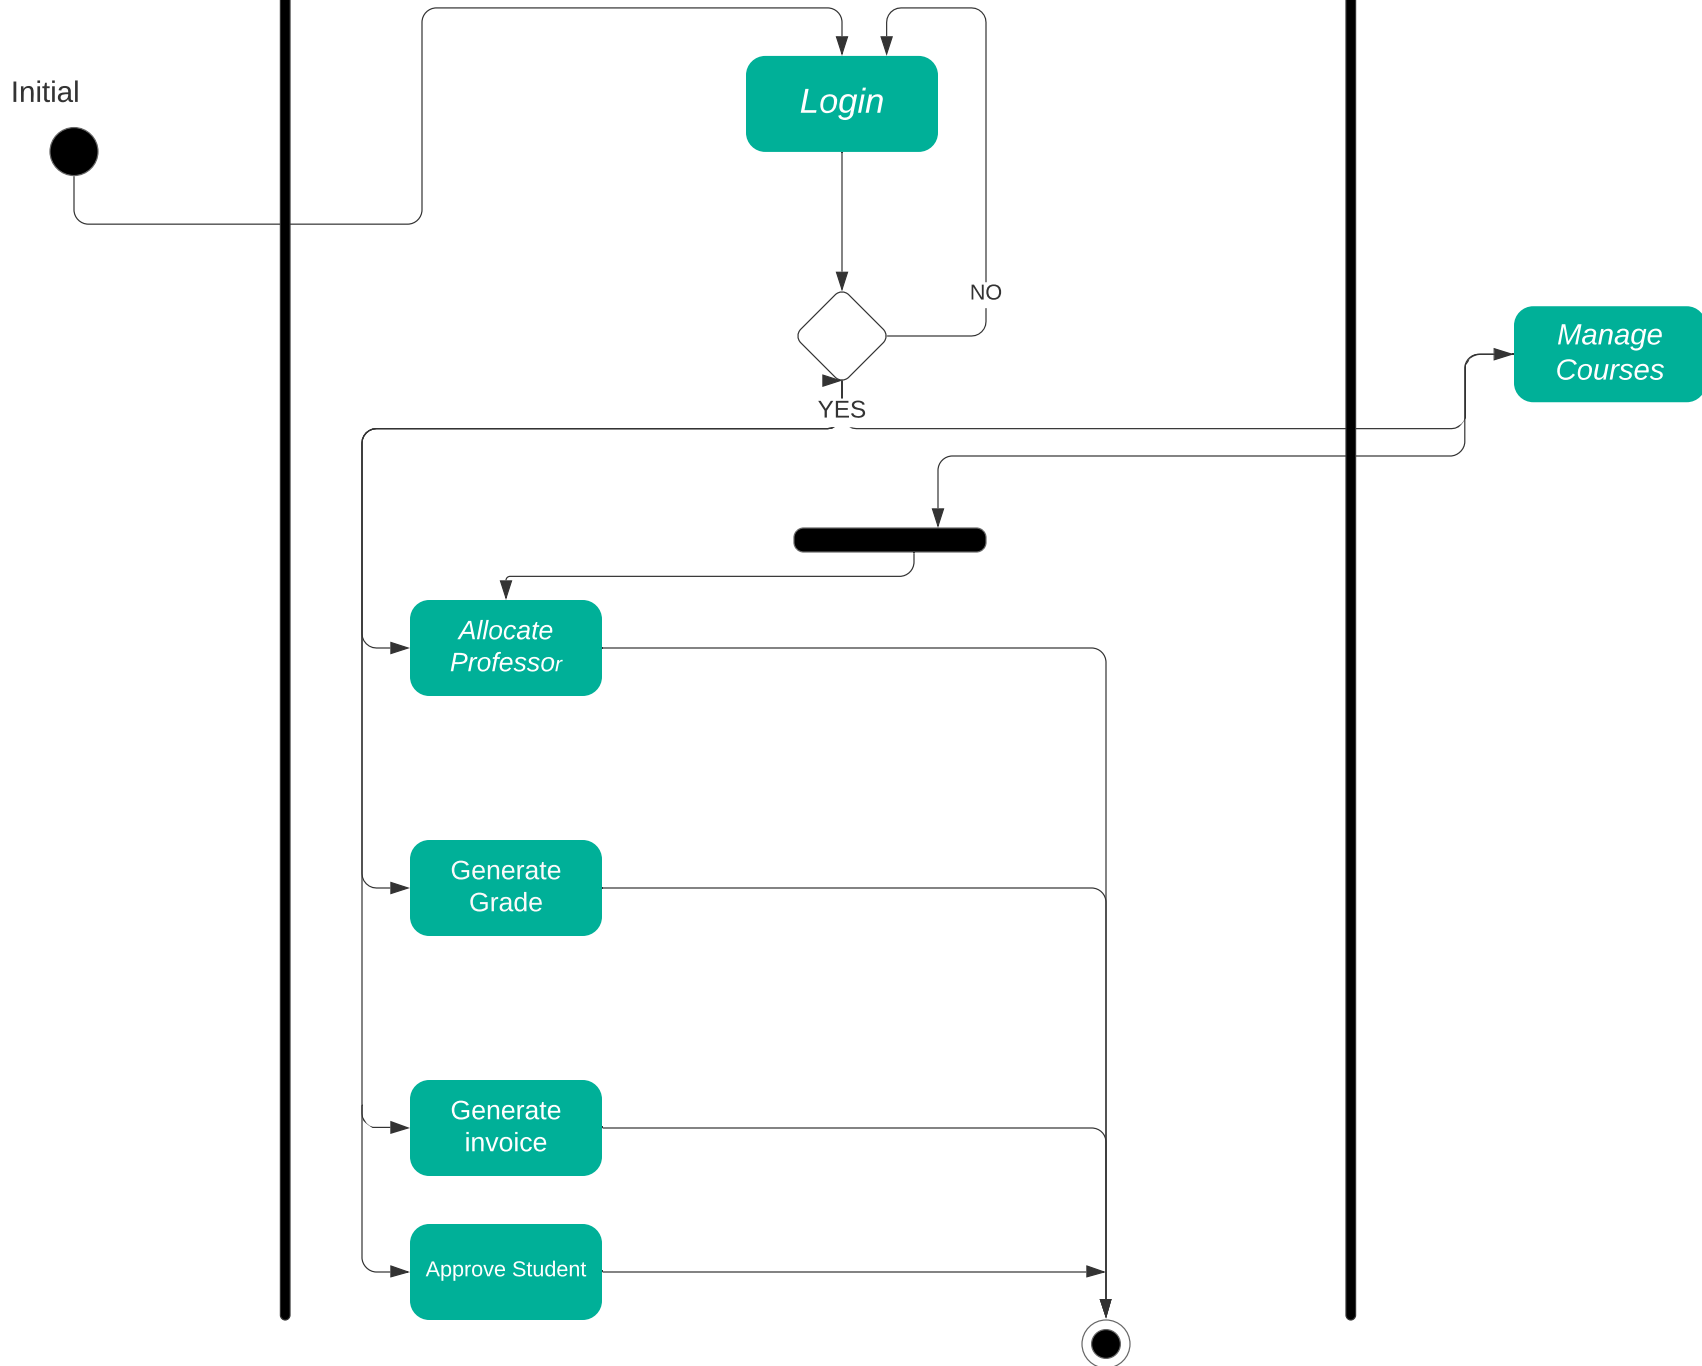 Initial
Login
NO
Manage
Courses
YES
Allocate
Professor
Generate
Grade
Generate
invoice
Approve Student